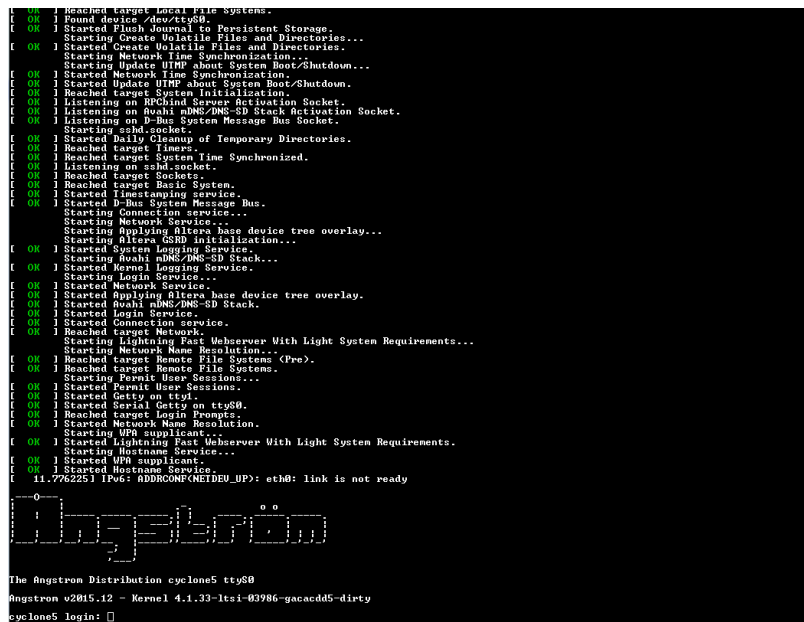 [  OK  ] Reached target Local File Systems.
[  OK  ] Found device /dev/ttyS0.
[  OK  ] Started Flush Journal to Persistent Storage.
Starting Create Volatile Files and Directories...
[  OK  ] Started Create Volatile Files and Directories.
Starting Network Time Synchronization...
Starting Update UTMP about System Boot/Shutdown...
[  OK  ] Started Network Time Synchronization.
[  OK  ] Started Update UTMP about System Boot/Shutdown.
[  OK  ] Reached target System Initialization.
[  OK  ] Listening on RPCbind Server Activation Socket.
[  OK  ] Listening on Avahi mDNS/DNS-SD Stack Activation Socket.
[  OK  ] Listening on D-Bus System Message Bus Socket.
Starting sshd.socket.
[  OK  ] Started Daily Cleanup of Temporary Directories.
[  OK  ] Reached target Timers.
[  OK  ] Reached target System Time Synchronized.
[  OK  ] Listening on sshd.socket.
[  OK  ] Reached target Sockets.
[  OK  ] Reached target Basic System.
[  OK  ] Started Timestamping service.
[  OK  ] Started D-Bus System Message Bus.
Starting Connection service...
Starting Network Service...
Starting Applying Altera base device tree overlay...
Starting Altera GSRD initialization...
[  OK  ] Started System Logging Service.
Starting Avahi mDNS/DNS-SD Stack...
[  OK  ] Started Kernel Logging Service.
Starting Login Service...
[  OK  ] Started Network Service.
[  OK  ] Started Applying Altera base device tree overlay.
[  OK  ] Started Avahi mDNS/DNS-SD Stack.
[  OK  ] Started Login Service.
[  OK  ] Started Connection service.
[  OK  ] Reached target Network.
Starting Lightning Fast Webserver With Light System Requirements...
Starting Network Name Resolution...
[  OK  ] Reached target Remote File Systems (Pre).
[  OK  ] Reached target Remote File Systems.
Starting Permit User Sessions...
[  OK  ] Started Permit User Sessions.
[  OK  ] Started Getty on tty1.
[  OK  ] Started Serial Getty on ttyS0.
[  OK  ] Reached target Login Prompts.
[  OK  ] Started Network Name Resolution.
Starting WPA supplicant...
[  OK  ] Started Lightning Fast Webserver With Light System Requirements.
Starting Hostname Service...
[  OK  ] Started WPA supplicant.
[  OK  ] Started Hostname Service.
[   11.776225] IPv6: ADDRCONF(NETDEV_UP): eth0: link is not ready
Angström
The Angstrom Distribution cyclone5 ttyS0
Angstrom v2015.12 - Kernel 4.1.33-ltsi-03986-gacacdd5-dirty
cyclone5 login: